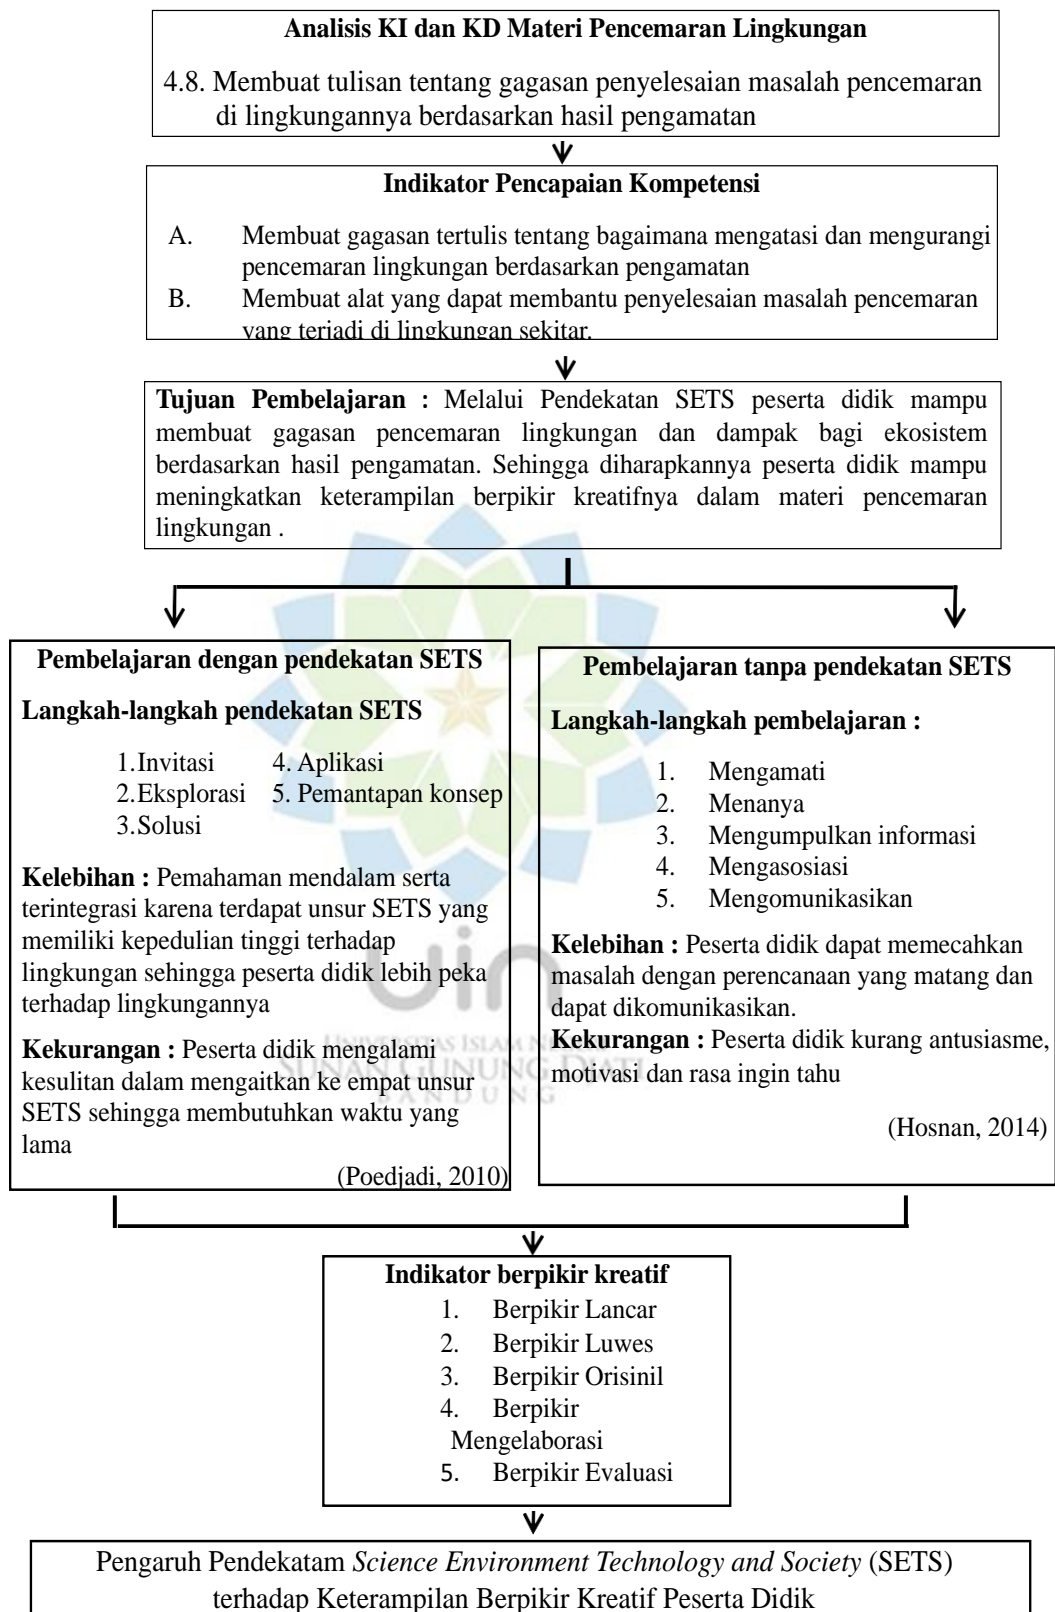 Analisis KI dan KD Materi Pencemaran Lingkungan
4.8. Membuat tulisan tentang gagasan penyelesaian masalah pencemaran
di lingkungannya berdasarkan hasil pengamatan
Indikator Pencapaian Kompetensi
A. Membuat gagasan tertulis tentang bagaimana mengatasi dan mengurangi
pencemaran lingkungan berdasarkan pengamatan
B. Membuat alat yang dapat membantu penyelesaian masalah pencemaran
yang terjadi di lingkungan sekitar.
Tujuan Pembelajaran : Melalui Pendekatan SETS peserta didik mampu
membuat gagasan pencemaran lingkungan dan dampak bagi ekosistem
berdasarkan hasil pengamatan. Sehingga diharapkannya peserta didik mampu
meningkatkan keterampilan berpikir kreatifnya dalam materi pencemaran
lingkungan .
Pembelajaran dengan pendekatan SETS
Langkah-langkah pendekatan SETS
1.Invitasi 4. Aplikasi
2.Eksplorasi 5. Pemantapan konsep
3.Solusi
Kelebihan : Pemahaman mendalam serta
terintegrasi karena terdapat unsur SETS yang
memiliki kepedulian tinggi terhadap
lingkungan sehingga peserta didik lebih peka
terhadap lingkungannya
Kekurangan : Peserta didik mengalami
kesulitan dalam mengaitkan ke empat unsur
SETS sehingga membutuhkan waktu yang
lama
(Poedjadi, 2010)
Pembelajaran tanpa pendekatan SETS
Langkah-langkah pembelajaran :
1. Mengamati
2. Menanya
3. Mengumpulkan informasi
4. Mengasosiasi
5. Mengomunikasikan
Kelebihan : Peserta didik dapat memecahkan
masalah dengan perencanaan yang matang dan
dapat dikomunikasikan.
Kekurangan : Peserta didik kurang antusiasme,
motivasi dan rasa ingin tahu
(Hosnan, 2014)
uin
UNIVERSITAS ISLAM
SUNAN GUNUNG DJATI
BANDUNG
Indikator berpikir kreatif
1. Berpikir Lancar
2. Berpikir Luwes
3. Berpikir Orisinil
4. Berpikir
Mengelaborasi
5. Berpikir Evaluasi
Pengaruh Pendekatam Science Environment Technology and Society (SETS)
terhadap Keterampilan Berpikir Kreatif Peserta Didik